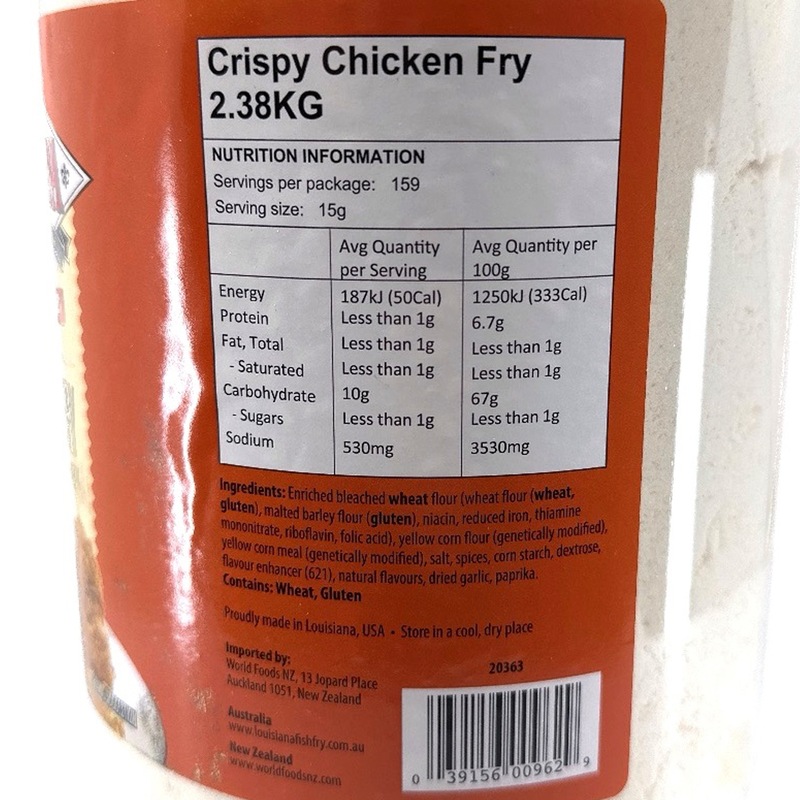 Crispy Chicken Fry
2.38KG
NUTRITION INFORMATION
Servings per package: 159
Serving size: 15g
Avg Quantity per Serving
Avg Quantity per 100g
Energy 187kJ (50Cal) 1250kJ (333Cal)
Protein Less than 1g 6.7g
Fat, Total Less than 1g Less than 1g
- Saturated Less than 1g Less than 1g
Carbohydrate 10g 67g
- Sugars Less than 1g Less than 1g
Sodium 530mg 3530mg
Ingredients: Enriched bleached wheat flour (wheat flour (wheat,
gluten), malted barley flour (gluten), niacin, reduced iron, thiamine
mononitrate, riboflavin, folic acid), yellow corn flour (genetically modified),
yellow corn meal (genetically modified), salt, spices, corn starch, dextrose,
flavour enhancer (621), natural flavours, dried garlic, paprika.
Contains: Wheat, Gluten
Proudly made in Louisiana, USA • Store in a cool, dry place
Imported by:
World Foods NZ, 13 Jopard Place
Auckland 1051, New Zealand
Australia
www.louisianafishfry.com.au
New Zealand
www.worldfoodsnz.com
20363
0 39156 00962 9